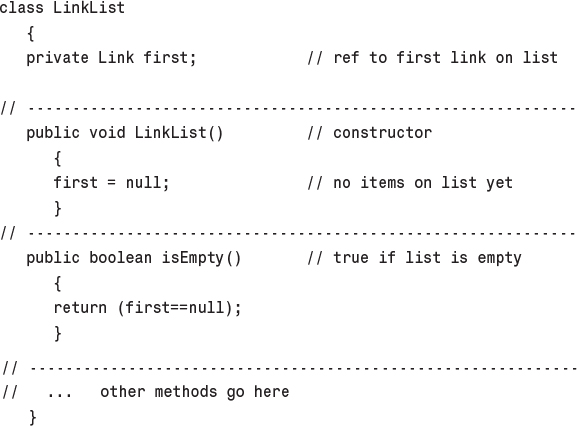 class LinkList
{
private Link first; // ref to first link on list
// -------------------------------------------------------------
public void LinkList() // constructor
{
first = null; // no items on list yet
}
// -------------------------------------------------------------
public boolean isEmpty() // true if list is empty
{
return (first==null);
}
// -------------------------------------------------------------
// ... other methods go here
}